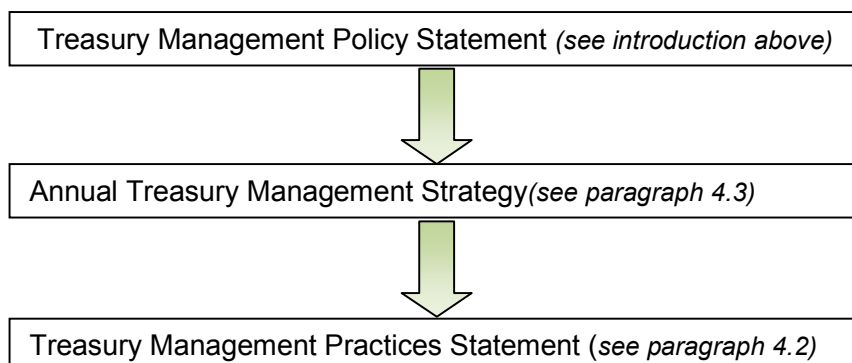 Treasury Management Policy Statement (see introduction above)
Annual Treasury Management Strategy(see paragraph 4.3)
Treasury Management Practices Statement (see paragraph 4.2)